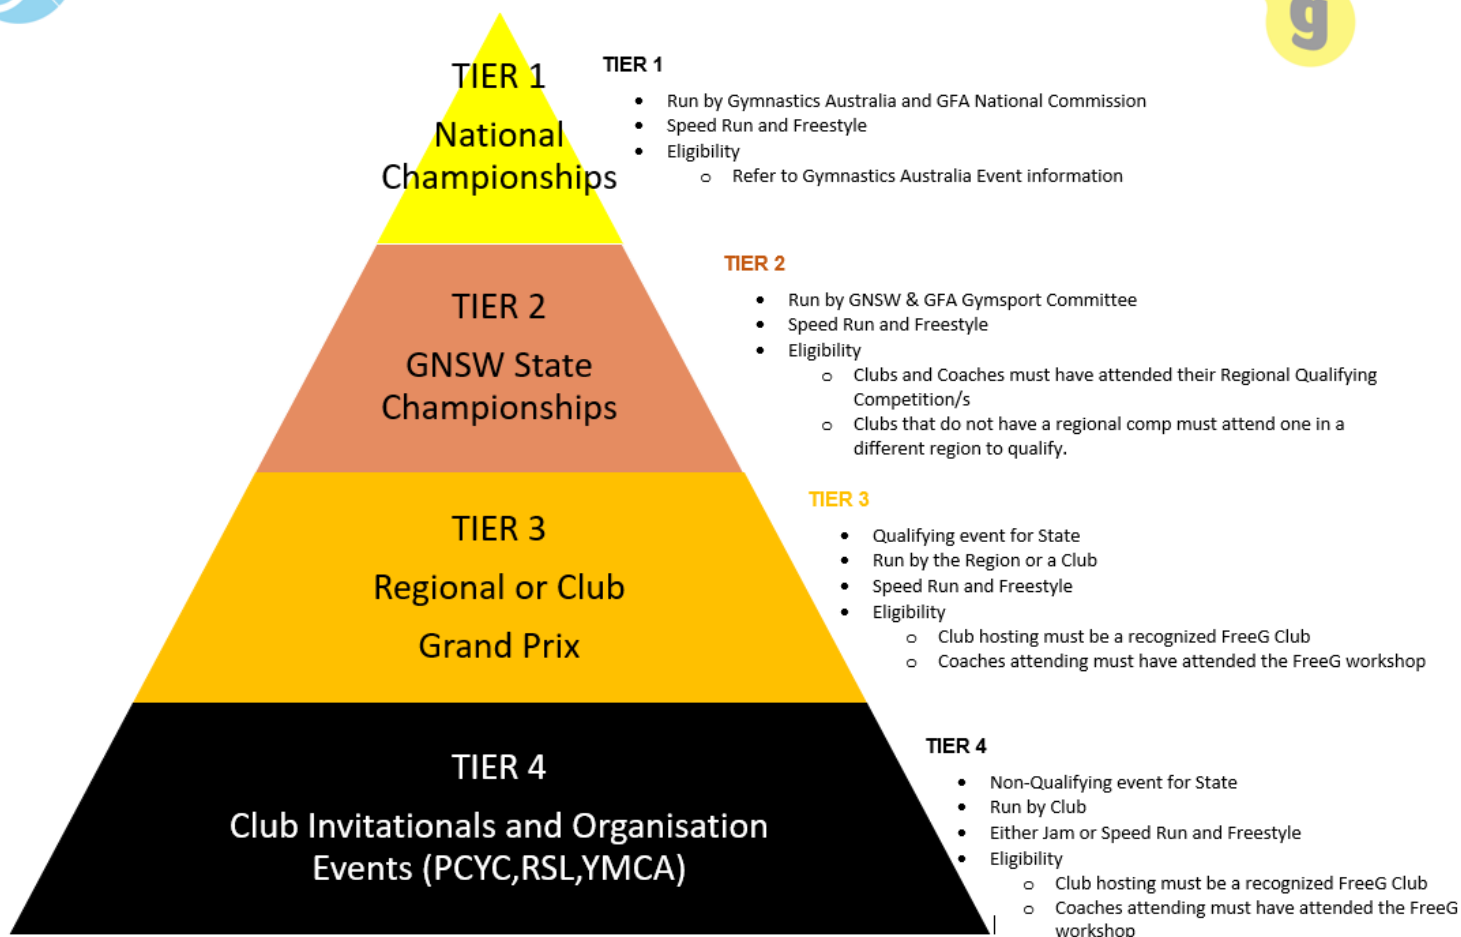 g
TIER 1
National
Championships
TIER 1
• Run by Gymnastics Australia and GFA National Commission
• Speed Run and Freestyle
• Eligibility
o Refer to Gymnastics Australia Event information
TIER 2
GNSW State
Championships
TIER 2
• Run by GNSW & GFA Gymsport Committee
• Speed Run and Freestyle
• Eligibility
o Clubs and Coaches must have attended their Regional Qualifying
Competition/s
o Clubs that do not have a regional comp must attend one in a
different region to qualify.
TIER 3
Regional or Club
Grand Prix
TIER 3
• Qualifying event for State
• Run by the Region or a Club
• Speed Run and Freestyle
• Eligibility
o Club hosting must be a recognized FreeG Club
o Coaches attending must have attended the FreeG workshop
TIER 4
Club Invitationals and Organisation
Events (PCYC,RSL,YMCA)
TIER 4
• Non-Qualifying event for State
• Run by Club
• Either Jam or Speed Run and Freestyle
• Eligibility
o Club hosting must be a recognized FreeG Club
o Coaches attending must have attended the FreeG
workshop